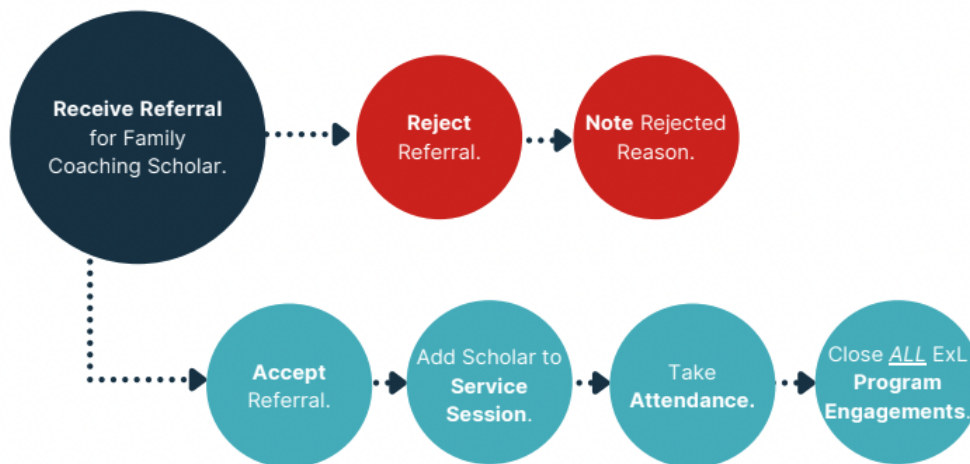 Receive Referral
for Family
Coaching Scholar.
Reject
Referral.
Note Rejected
Reason.
Accept
Referral.
Add Scholar to
Service
Session.
Take
Attendance.
Close ALL ExL
Program
Engagements.